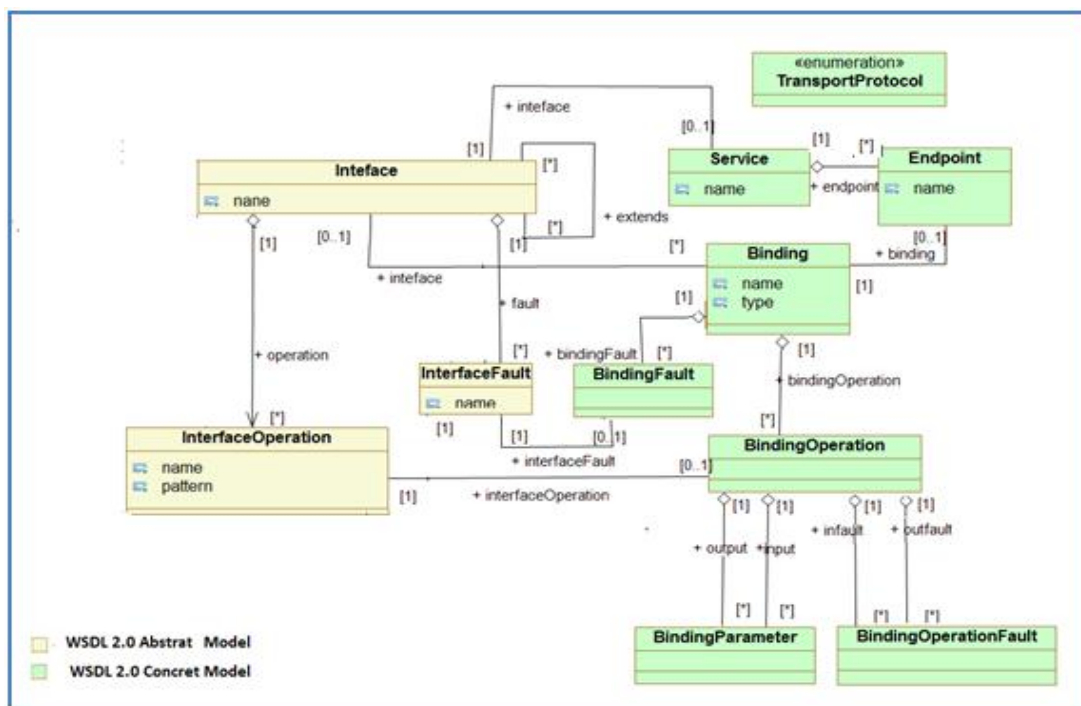 «enumeration»
TransportProtocol
+ inteface
[1]
[0..1]
[1]
[*]
[*]
Service
name
+ endpoint
Endpoint
name
Inteface
nane
[*]
+ extends
[1]
[0..1]
[1]
[*]
[0..1]
+ binding
+ inteface
Binding
name
type
[1]
[1]
+ fault
+ operation
[*]
+ bindingFault
[*]
[1]
+ bindingOperation
InterfaceFault
name
BindingFault
[*]
[1]
[1]
[0..1]
+ interfaceFault
[*]
InterfaceOperation
name
pattern
[1]
+ interfaceOperation
[0..1]
BindingOperation
[1]
[1]
[1]
[1]
+ output
+input
+ infault
+ outfault
[*]
[*]
[*]
[*]
BindingParameter
BindingOperationFault
WSDL 2.0 Abstrat Model
WSDL 2.0 Concret Model